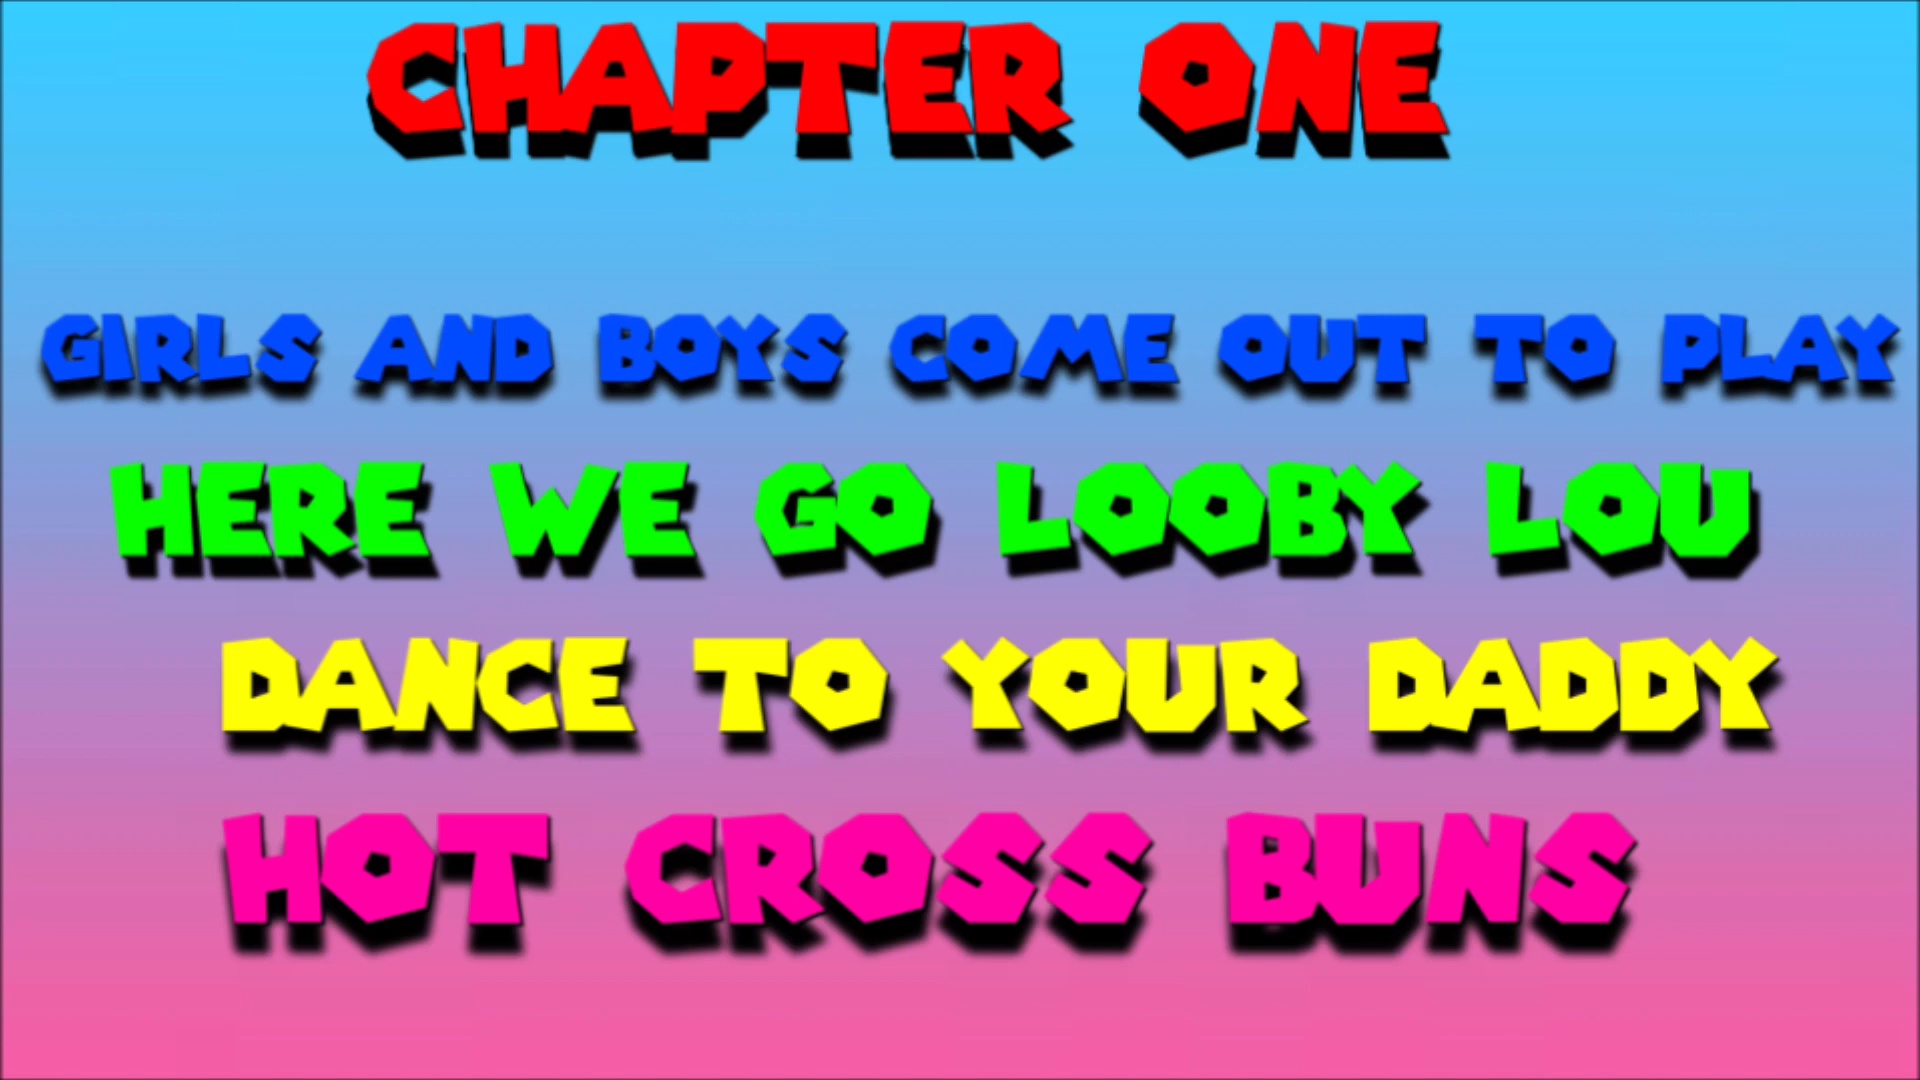 CHAPTER ONE
GIRLS AND BOYS COME OUT TO PLAY
HERE WE GO LOOBY LOU
DANCE TO YOUR DADDY
HOT CROSS BUNS